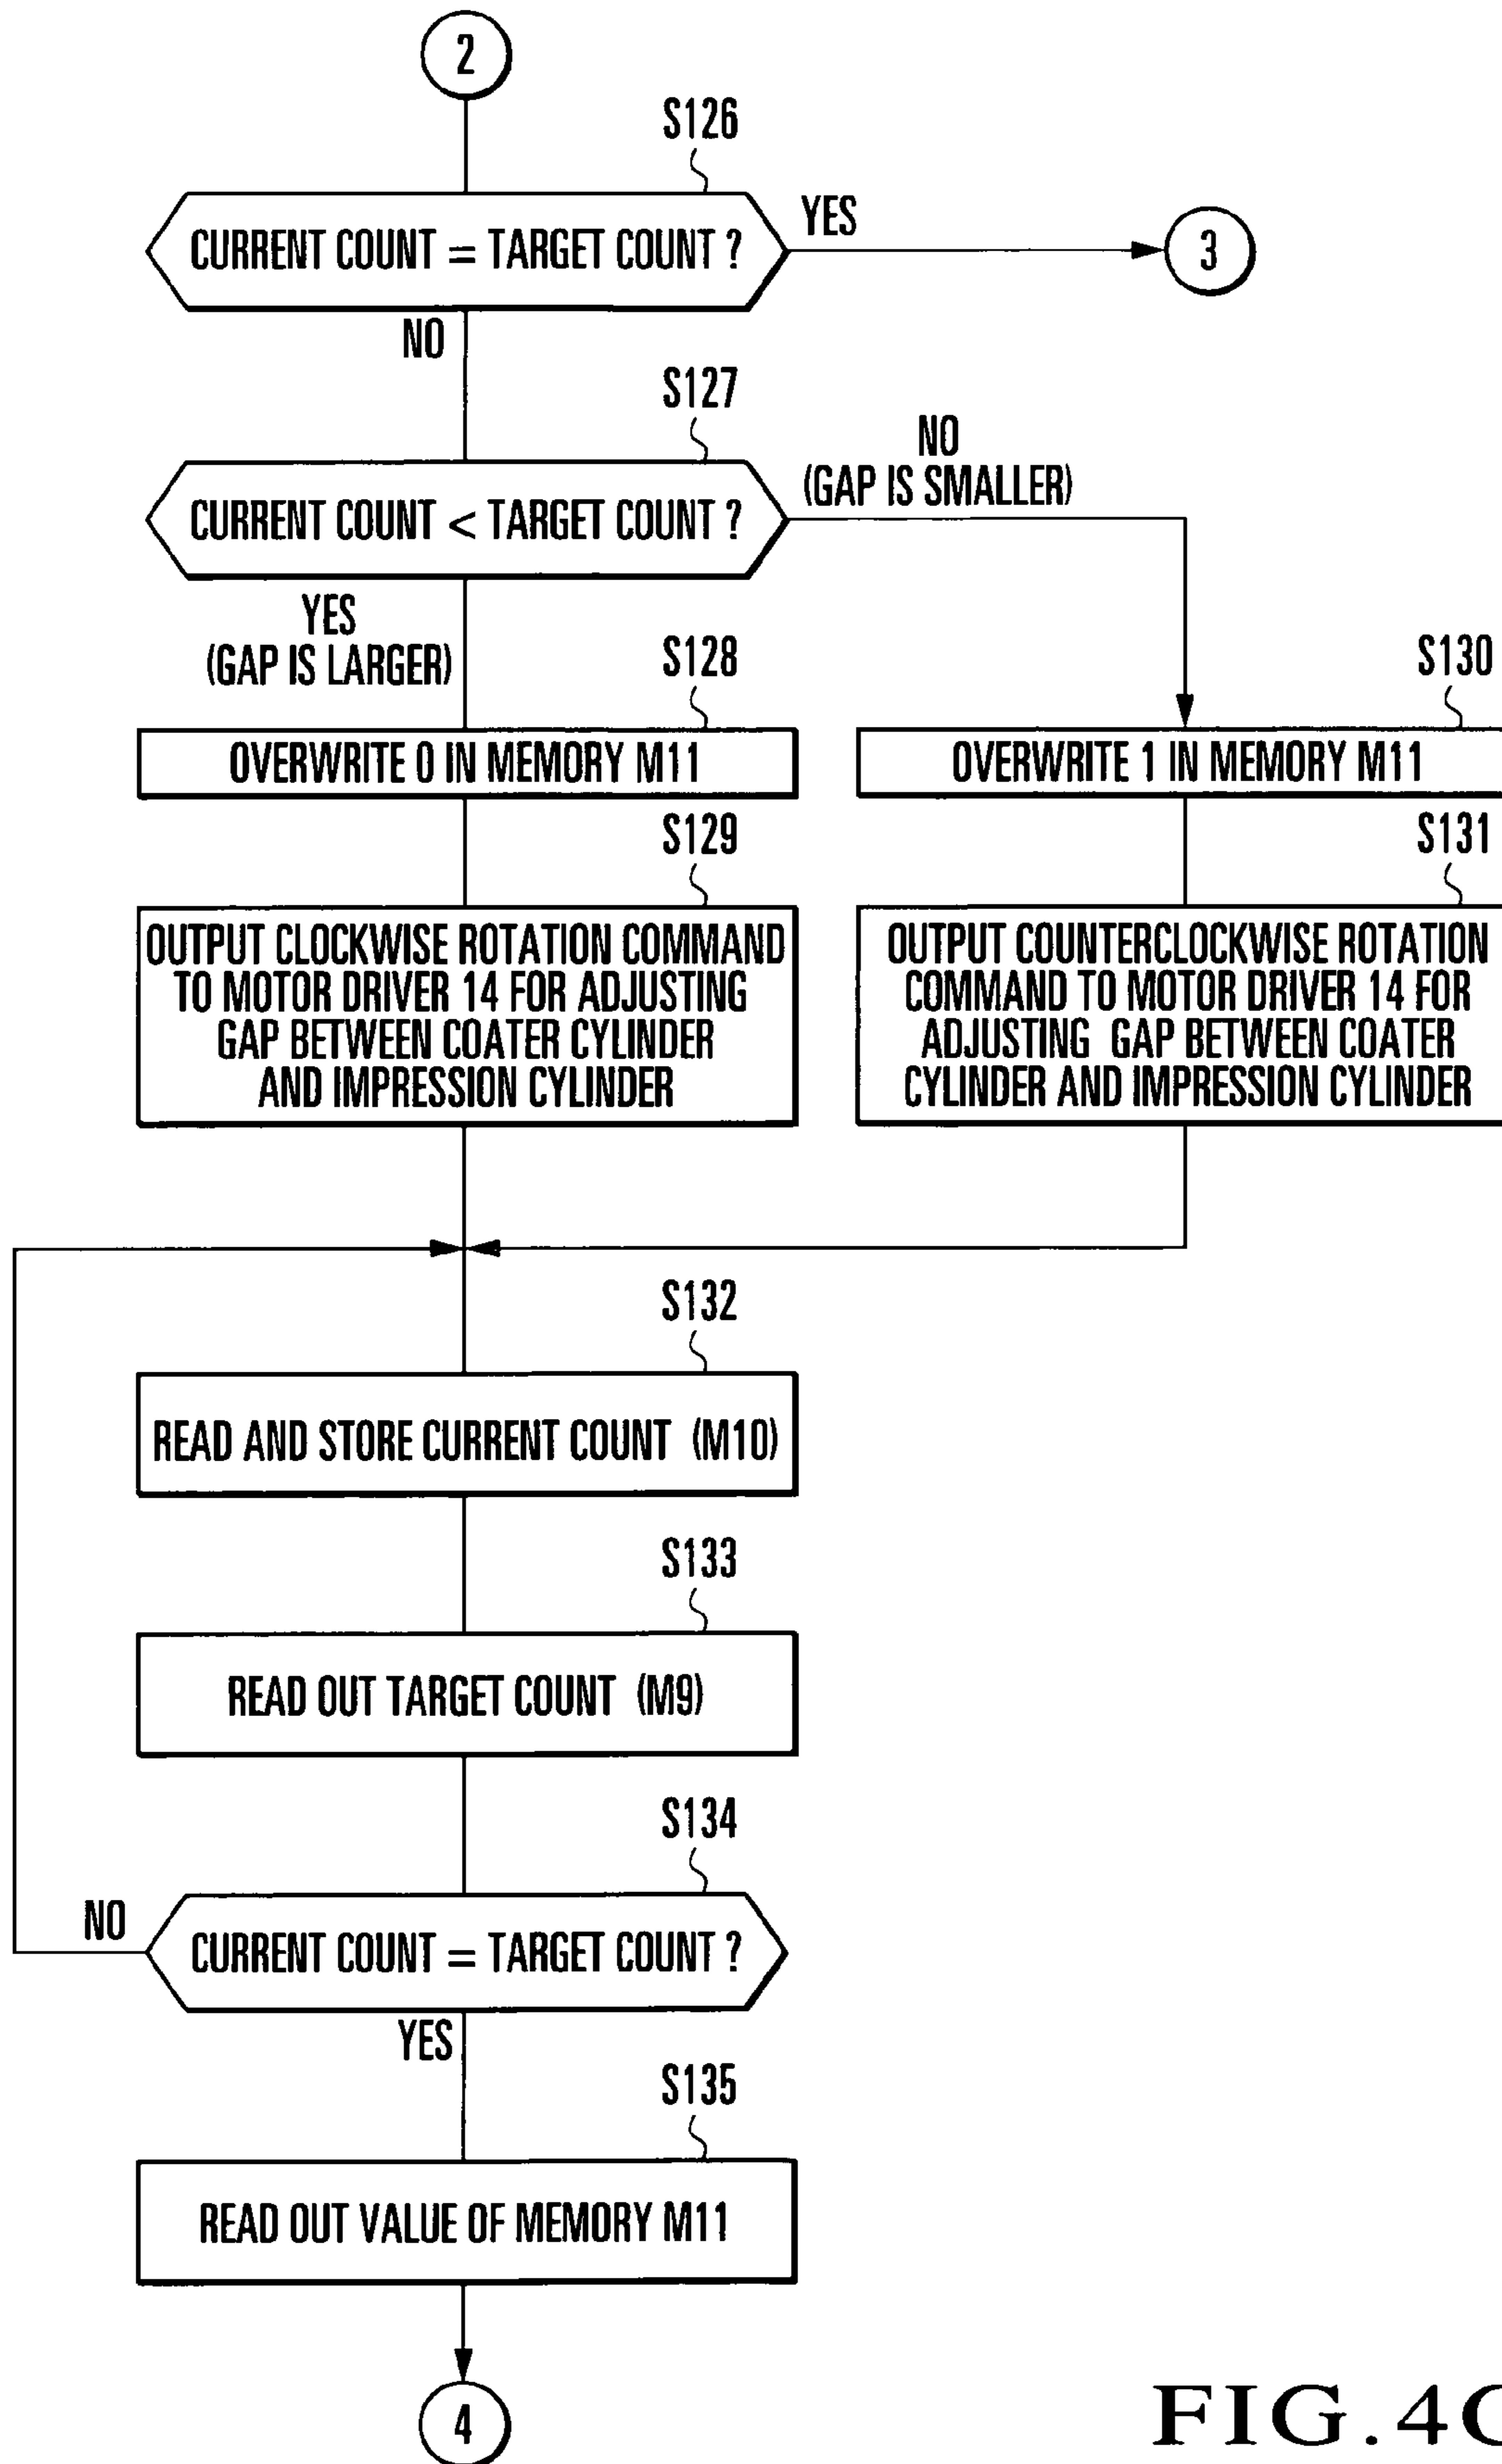 2
S126
CURRENT COUNT = TARGET COUNT ?
YES
3
NO
S127
CURRENT COUNT < TARGET COUNT ?
NO
(GAP IS SMALLER)
YES
(GAP IS LARGER)
S128
OVERWRITE 0 IN MEMORY M11
S130
OVERWRITE 1 IN MEMORY M11
S129
OUTPUT CLOCKWISE ROTATION COMMAND
TO MOTOR DRIVER 14 FOR ADJUSTING
GAP BETWEEN COATER CYLINDER
AND IMPRESSION CYLINDER
S131
OUTPUT COUNTERCLOCKWISE ROTATION
COMMAND TO MOTOR DRIVER 14 FOR
ADJUSTING GAP BETWEEN COATER
CYLINDER AND IMPRESSION CYLINDER
S132
READ AND STORE CURRENT COUNT (M10)
S133
READ OUT TARGET COUNT (M9)
S134
NO
CURRENT COUNT = TARGET COUNT ?
YES
S135
READ OUT VALUE OF MEMORY M11
4
FIG.4C